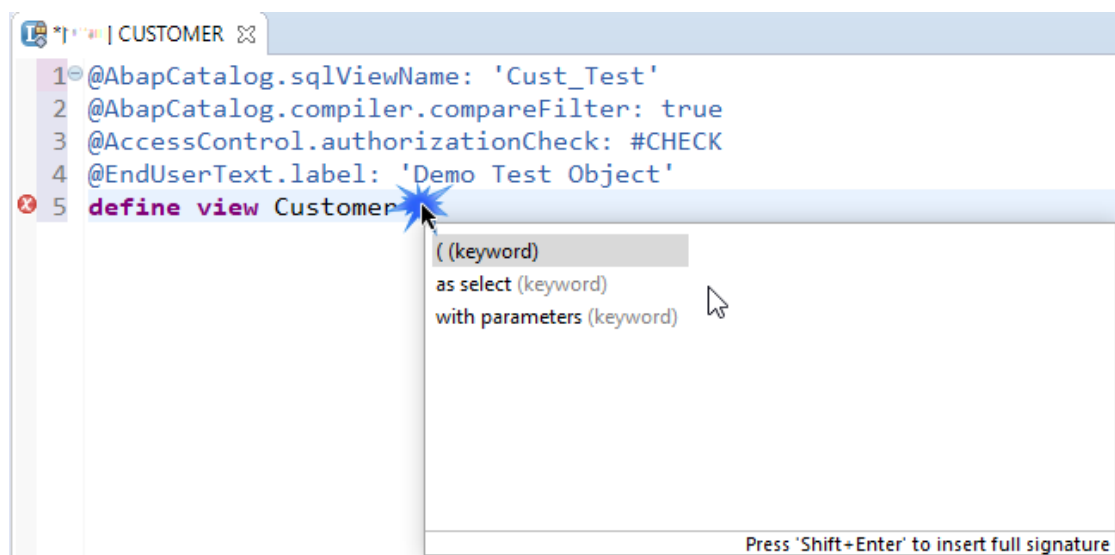 | CUSTOMER
1 @AbapCatalog.sqlViewName: 'Cust_Test'
2 @AbapCatalog.compiler.compareFilter: true
3 @AccessControl.authorizationCheck: #CHECK
4 @EndUserText.label: 'Demo Test Object'
5 define view Customer
( (keyword)
as select (keyword)
with parameters (keyword)
Press 'Shift+Enter' to insert full signature